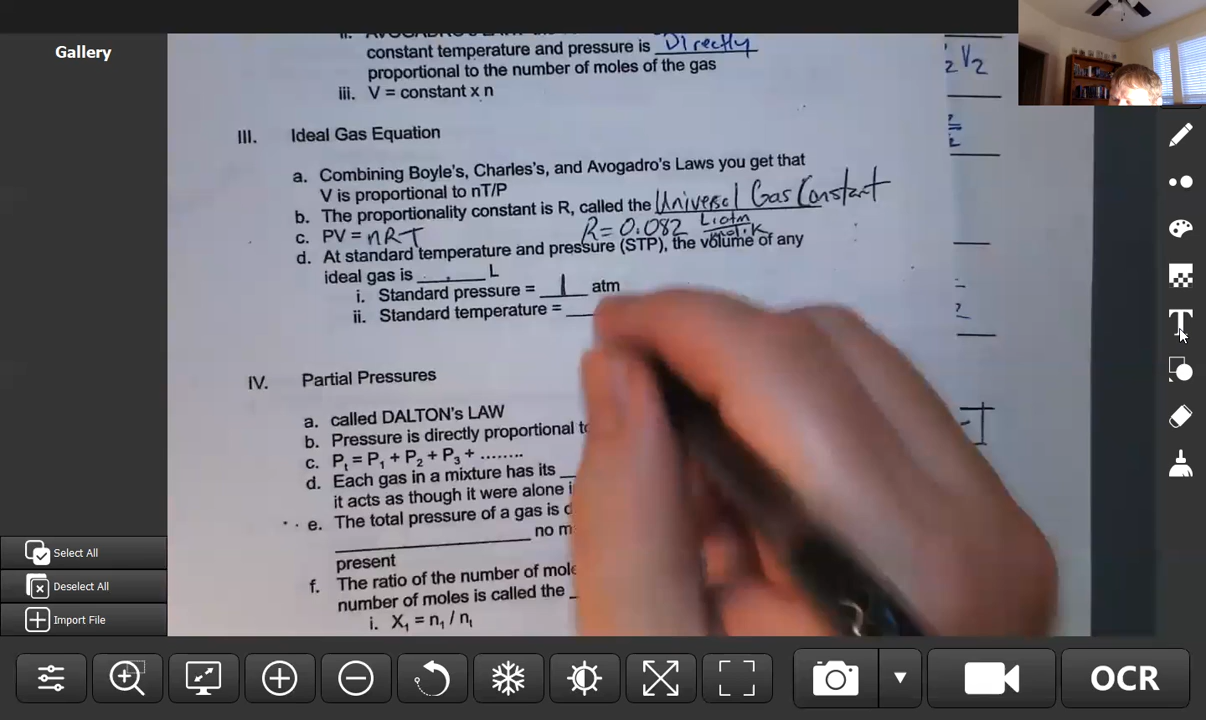 Gallery
constant temperature and pressure is Directly
proportional to the number of moles of the gas
iii. V = constant x n
III. Ideal Gas Equation
a. Combining Boyle's, Charles's, and Avogadro's Laws you get that
V is proportional to nT/P
b. The proportionality constant is R, called the Universal Gas Constant
c. PV = nRT R = 0.082 L·atm
mol·K
d. At standard temperature and pressure (STP), the volume of any
ideal gas is ______ L
i. Standard pressure = 1 atm
ii. Standard temperature = __
IV. Partial Pressures
a. called DALTON's LAW
b. Pressure is directly proportional
c. Pt = P1 + P2 + P3 + ........
d. Each gas in a mixture has its
it acts as though it were alone
e. The total pressure of a gas is
no
present
f. The ratio of the number of
number of moles is called the
i. X1 = n1 / n1
V2
Select All
Deselect All
Import File
OCR